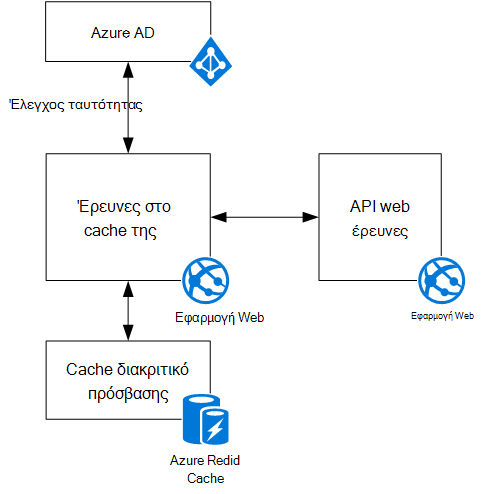 Azure AD
Έλεγχος ταυτότητας
Έρευνες στο
cache της
API web
έρευνες
Εφαρμογή Web
Εφαρμογή Web
Cache διακριτικό
πρόσβασης
Azure Redid
Cache